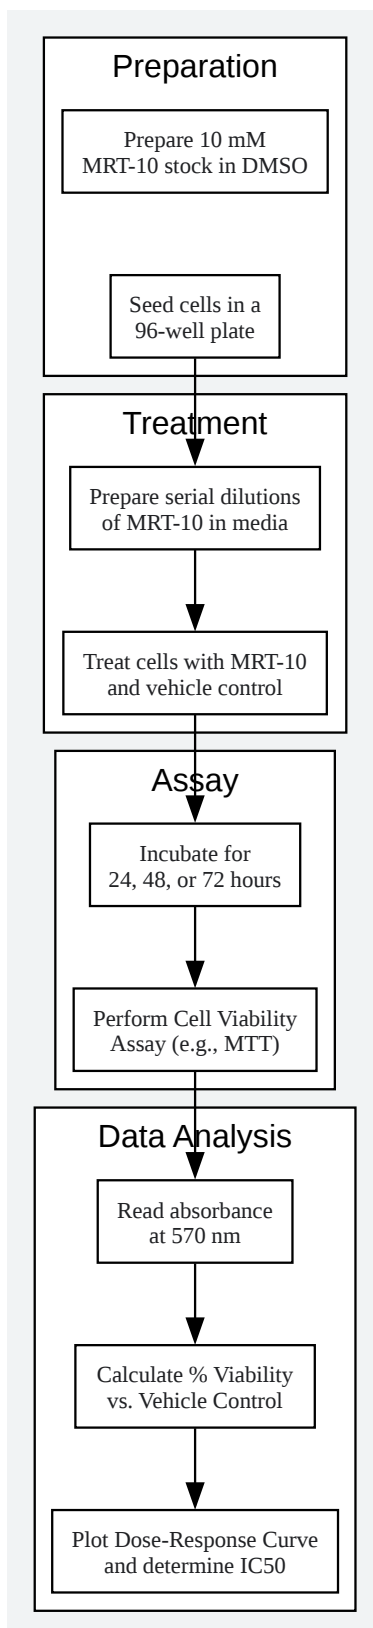 Preparation
Prepare 10 mM
MRT-10 stock in DMSO
Seed cells in a
96-well plate
Treatment
Prepare serial dilutions
of MRT-10 in media
Treat cells with MRT-10
and vehicle control
Assay
Incubate for
24, 48, or 72 hours
Perform Cell Viability
Assay (e.g., MTT)
Data Analysis
Read absorbance
at 570 nm
Calculate % Viability
vs. Vehicle Control
Plot Dose-Response Curve
and determine IC50